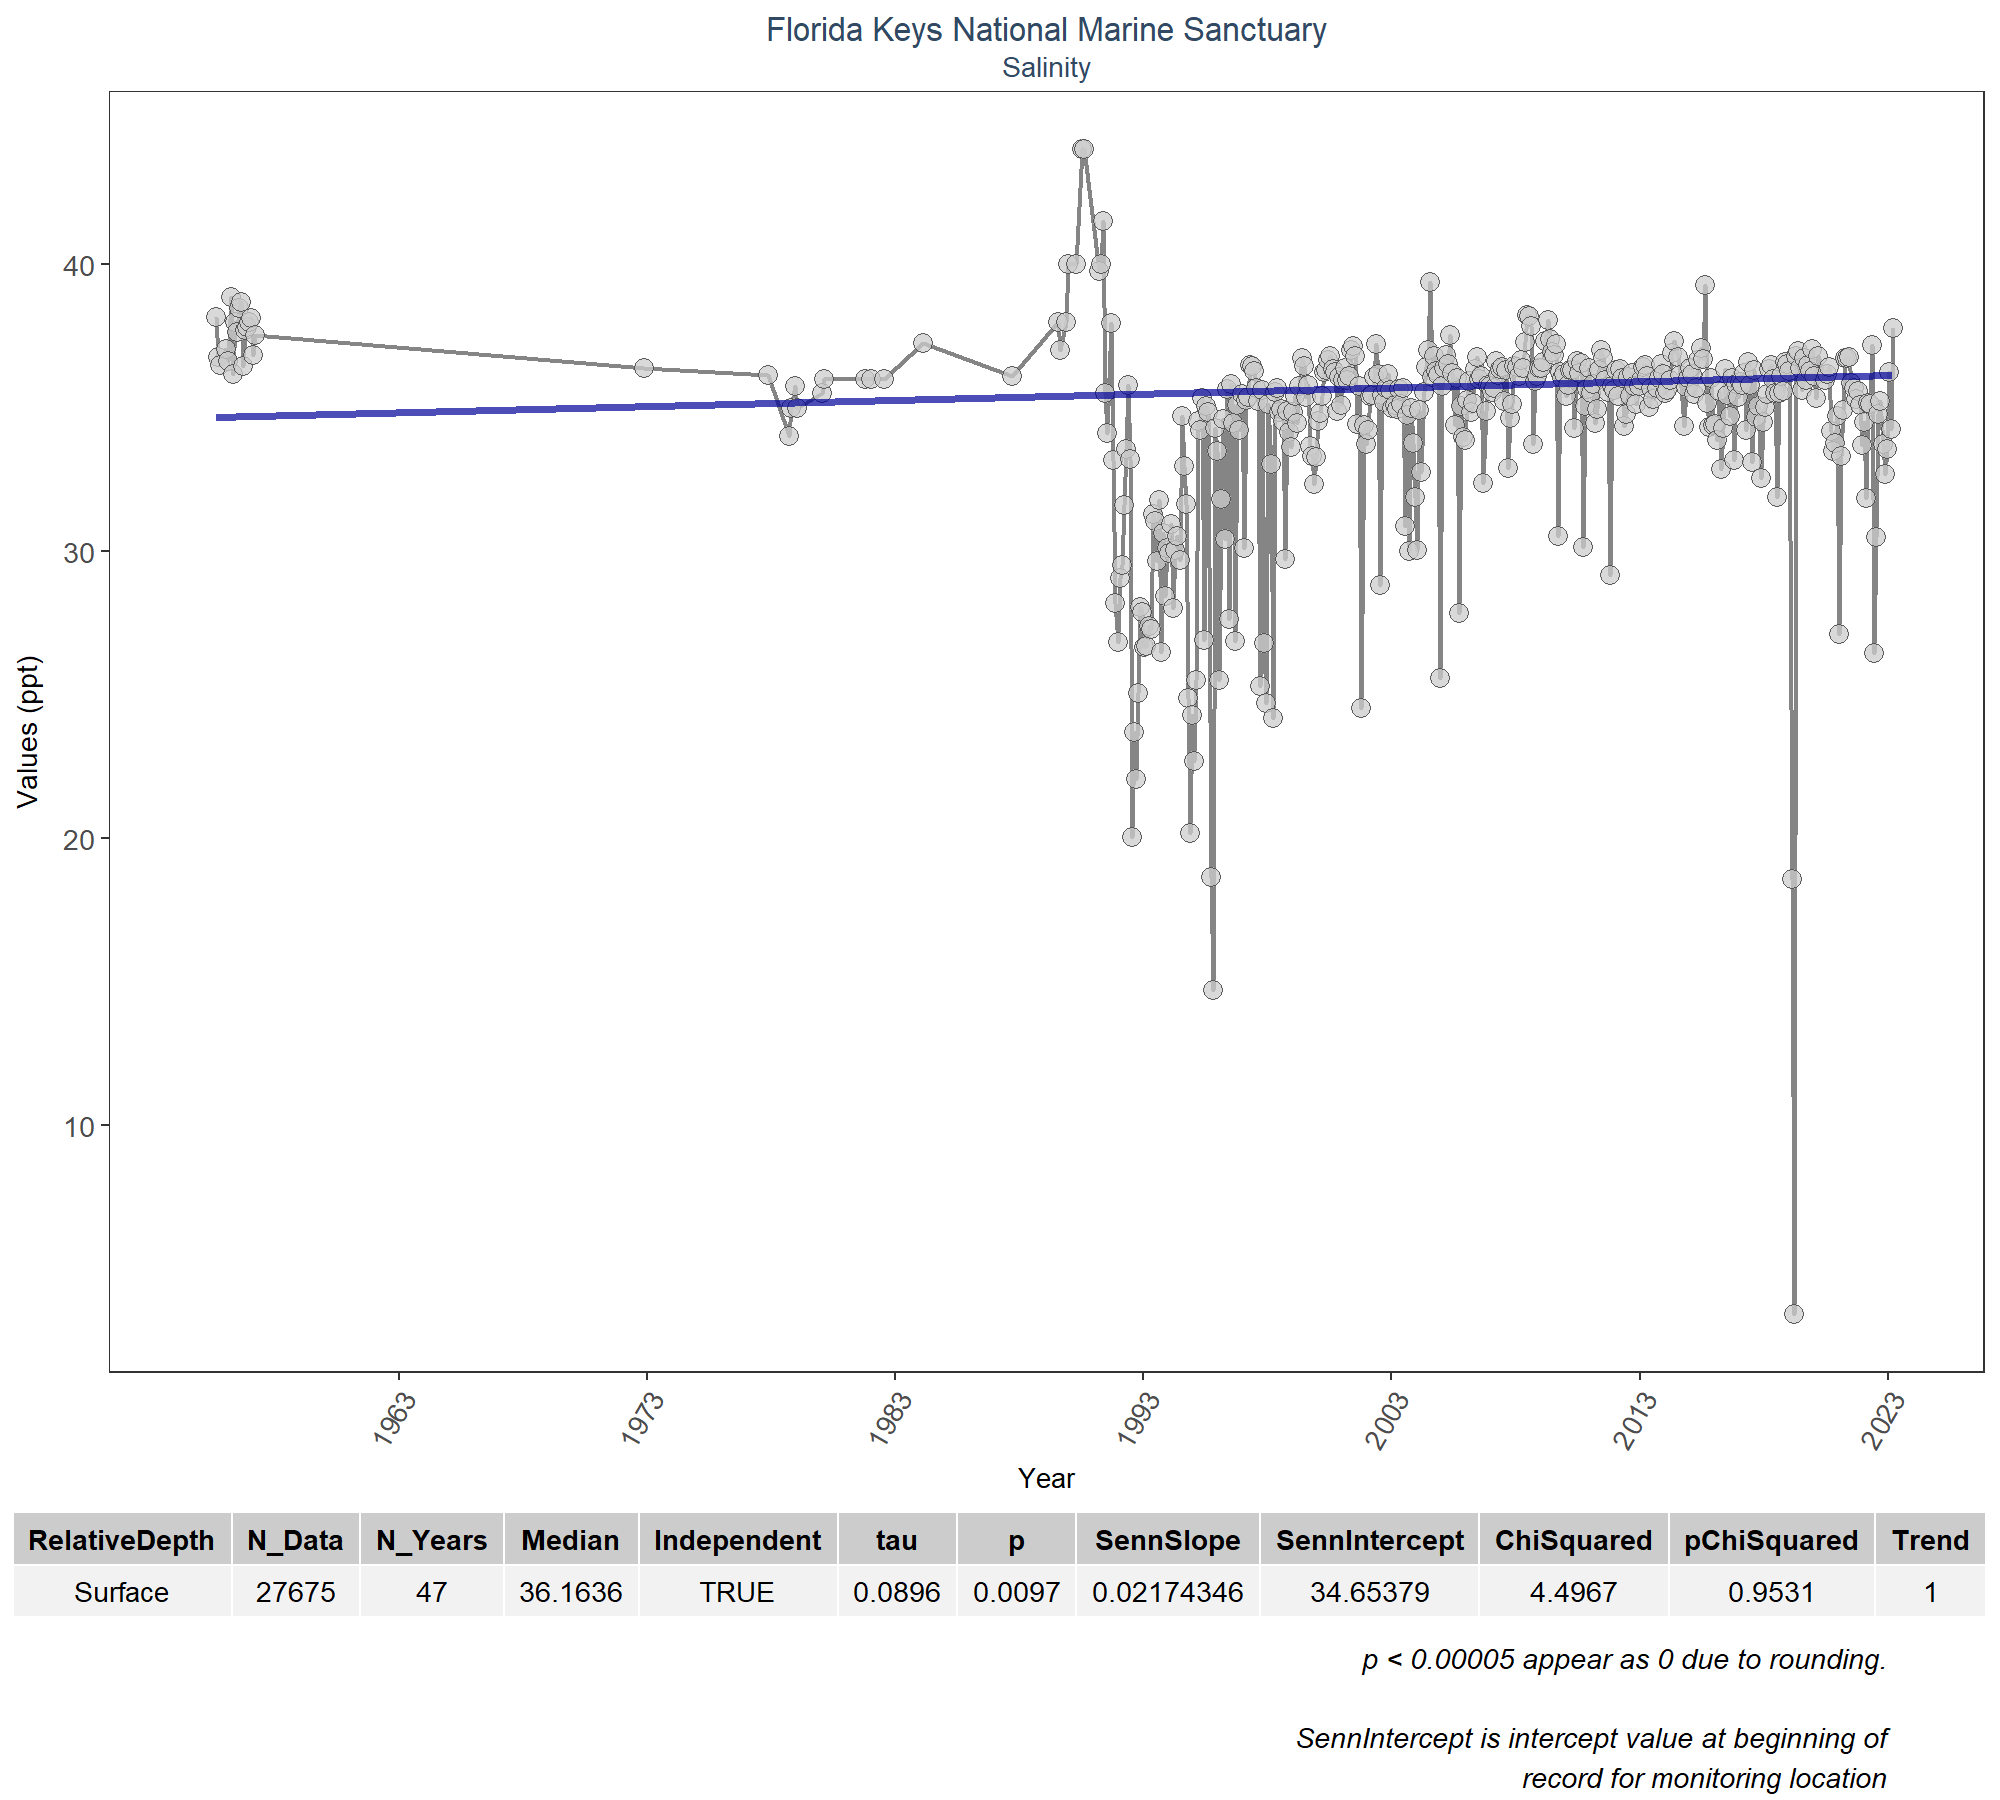 Florida Keys National Marine Sanctuary
Salinity
Values (ppt)
40
30
20
10
1963 1973 1983 1993 2003 2013 2023
Year
RelativeDepth N_Data N_Years Median Independent tau p SennSlope SennIntercept ChiSquared pChiSquared Trend
Surface 27675 47 36.1636 TRUE 0.0896 0.0097 0.02174346 34.65379 4.4967 0.9531 1
p < 0.00005 appear as 0 due to rounding.
SennIntercept is intercept value at beginning of
record for monitoring location